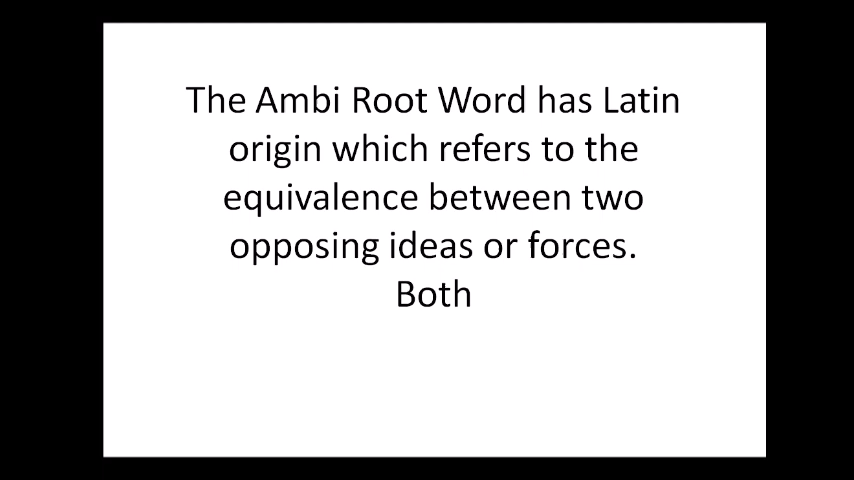 The Ambi Root Word has Latin
origin which refers to the
equivalence between two
opposing ideas or forces.
Both